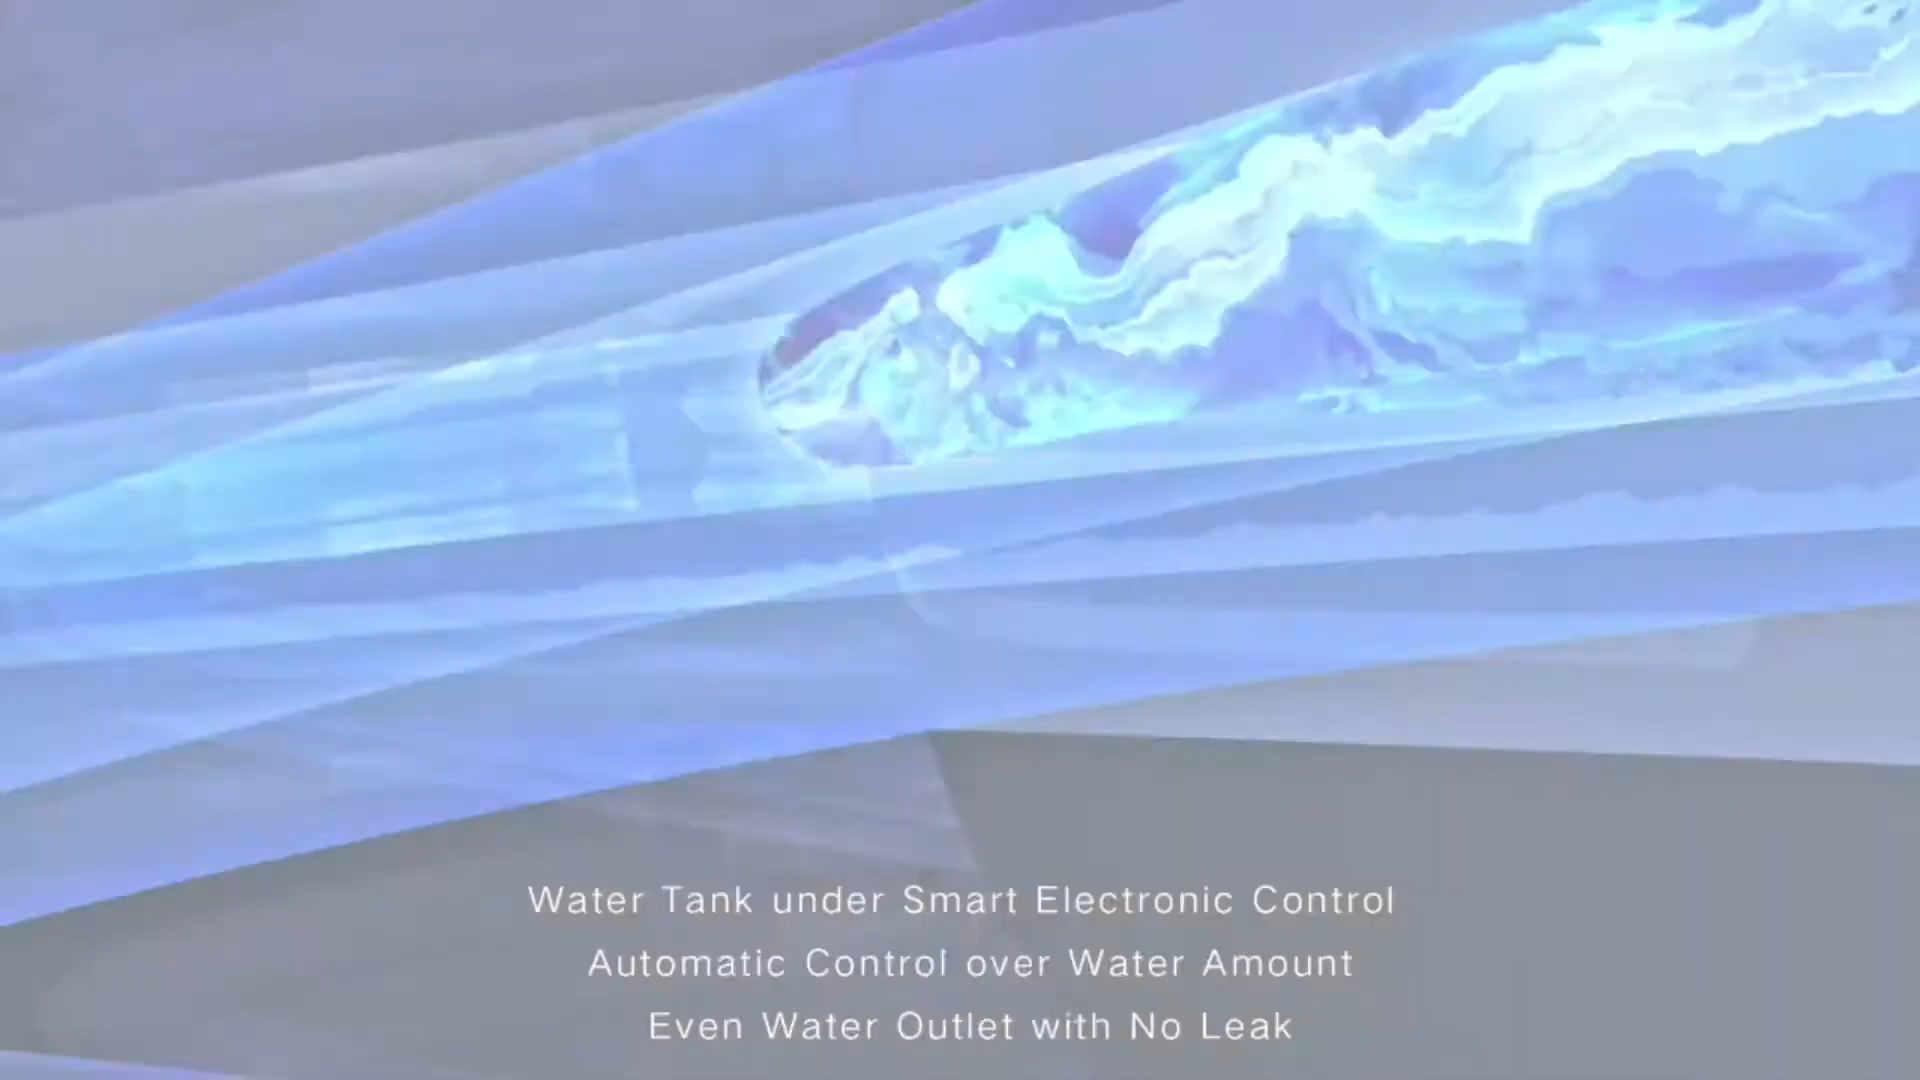 Water Tank under Smart Electronic Control
Automatic Control over Water Amount
Even Water Outlet with No Leak